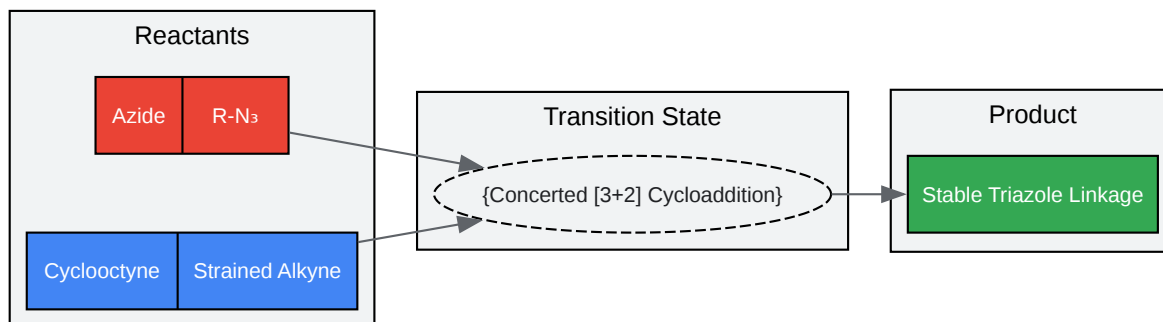 Reactants
Azide
R-N₃
Cyclooctyne
Strained Alkyne
Transition State
{Concerted [3+2] Cycloaddition}
Product
Stable Triazole Linkage